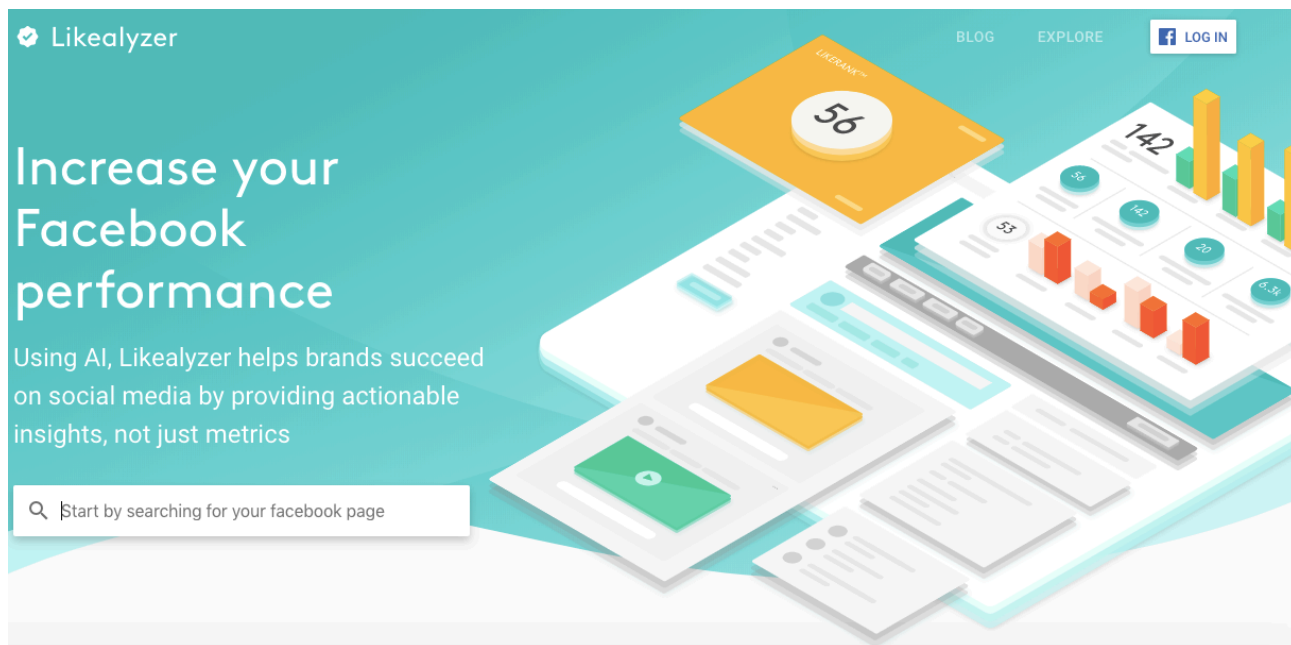 Likealyzer
BLOG
EXPLORE
LOG IN
Increase your
Facebook
performance
Using AI, Likealyzer helps brands succeed
on social media by providing actionable
insights, not just metrics
Start by searching for your facebook page
LIKERANK™
56
142
56
142
20
6.3k
53